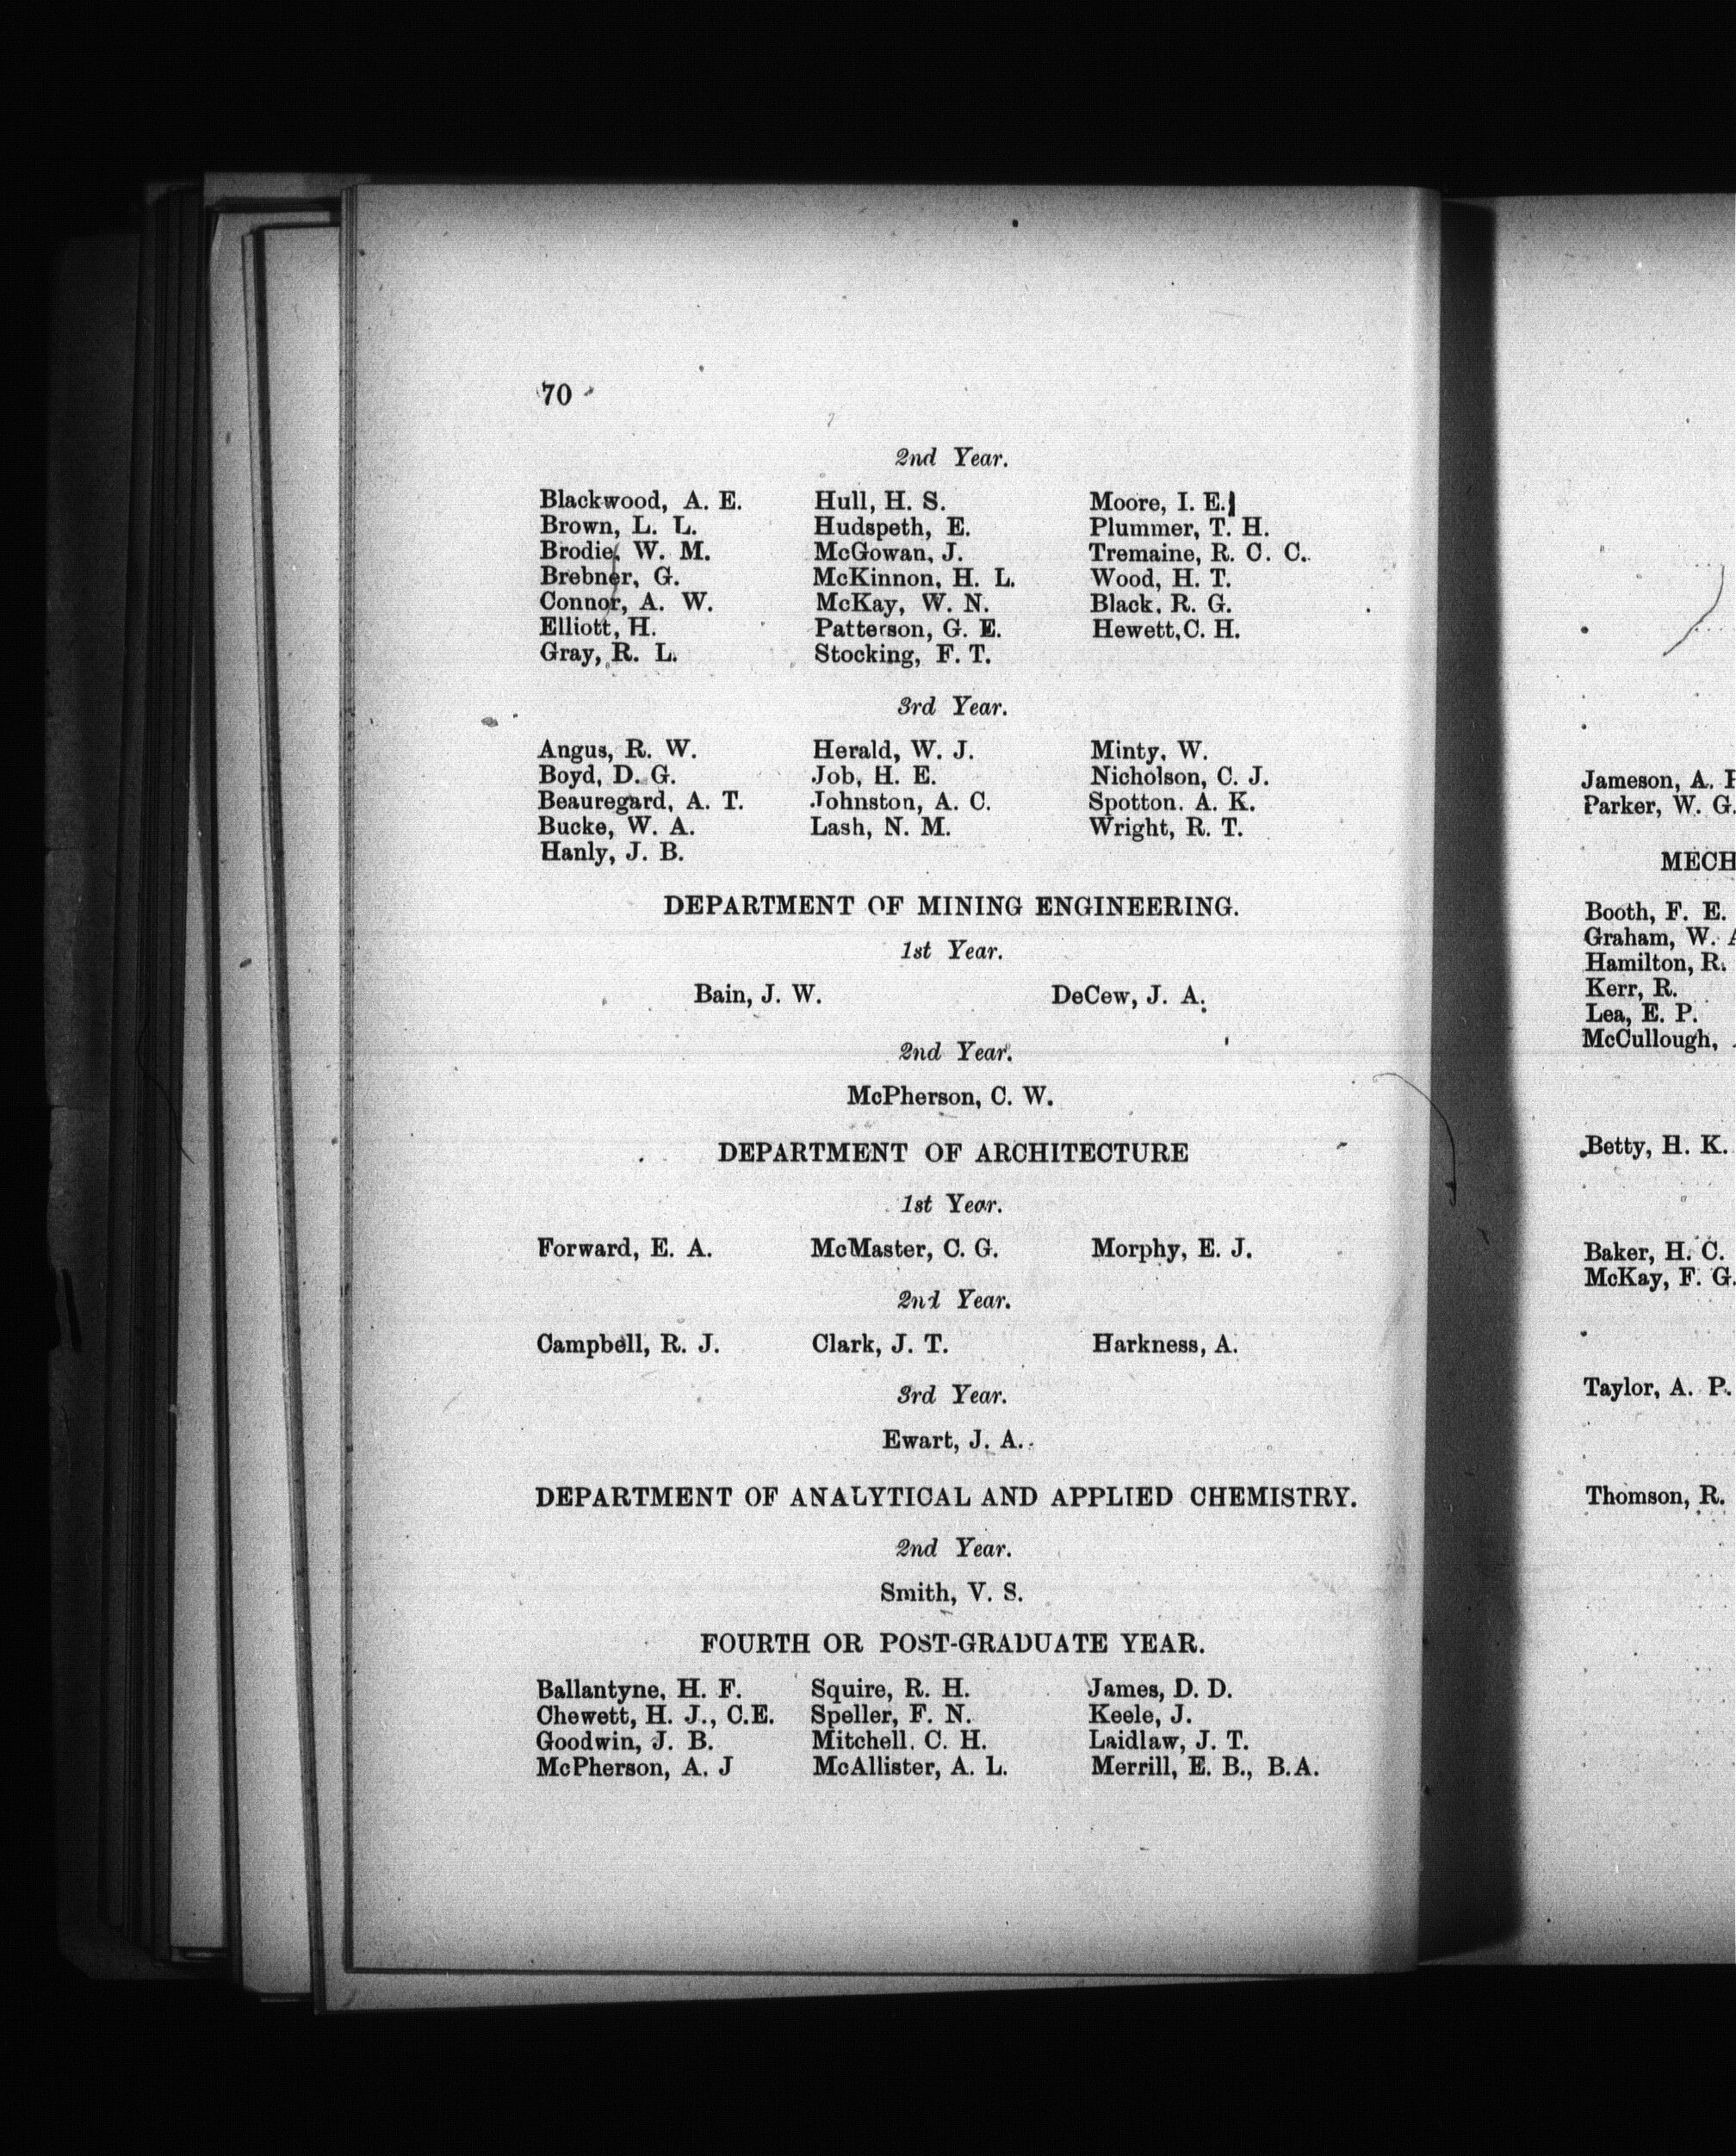 70
2nd Year.
Blackwood, A. E. Hull, H. S. Moore, I. E.
Brown, L. L. Hudspeth, E. Plummer, T. H.
Brodie, W. M. McGowan, J. Tremaine, R. C. C.
Brebner, G. McKinnon, H. L. Wood, H. T.
Connor, A. W. McKay, W. N. Black, R. G.
Elliott, H. Patterson, G. E. Hewett, C. H.
Gray, R. L. Stocking, F. T.
3rd Year.
Angus, R. W. Herald, W. J. Minty, W.
Boyd, D. G. Job, H. E. Nicholson, C. J.
Beauregard, A. T. Johnston, A. C. Spotton. A. K.
Bucke, W. A. Lash, N. M. Wright, R. T.
Hanly, J. B.
DEPARTMENT OF MINING ENGINEERING.
1st Year.
Bain, J. W. DeCew, J. A.
2nd Year.
McPherson, C. W.
DEPARTMENT OF ARCHITECTURE
1st Year.
Forward, E. A. McMaster, C. G. Morphy, E. J.
2nd Year.
Campbell, R. J. Clark, J. T. Harkness, A.
3rd Year.
Ewart, J. A.
DEPARTMENT OF ANALYTICAL AND APPLIED CHEMISTRY.
2nd Year.
Smith, V. S.
FOURTH OR POST-GRADUATE YEAR.
Ballantyne, H. F. Squire, R. H. James, D. D.
Chewett, H. J., C.E. Speller, F. N. Keele, J.
Goodwin, J. B. Mitchell, C. H. Laidlaw, J. T.
McPherson, A. J McAllister, A. L. Merrill, E. B., B.A.
Jameson, A.
Parker, W. G.
Booth, F. E.
Graham, W.
Hamilton, R.
Kerr, R.
Lea, E. P.
McCullough,
Betty, H. K.
Baker, H. C.
McKay, F. G.
Taylor, A. P.
Thomson, R.